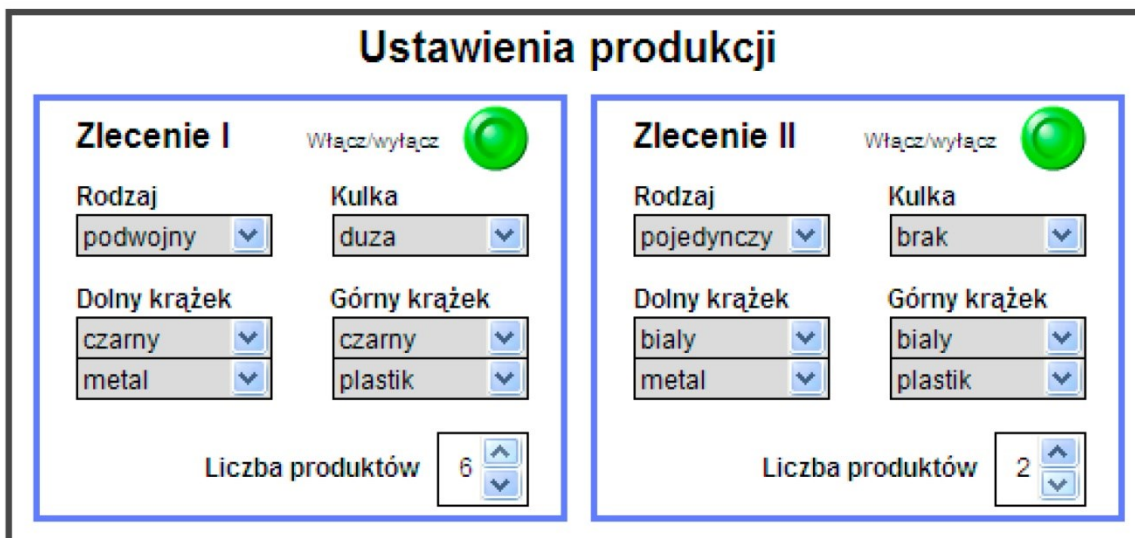 Ustawienia produkcji
Zlecenie I
Włącz/wyłącz
Rodzaj
Kulka
podwojny
duza
Dolny krążek
Górny krążek
czarny
czarny
metal
plastik
Liczba produktów
6
Zlecenie II
Włącz/wyłącz
Rodzaj
Kulka
pojedynczy
brak
Dolny krążek
Górny krążek
bialy
bialy
metal
plastik
Liczba produktów
2